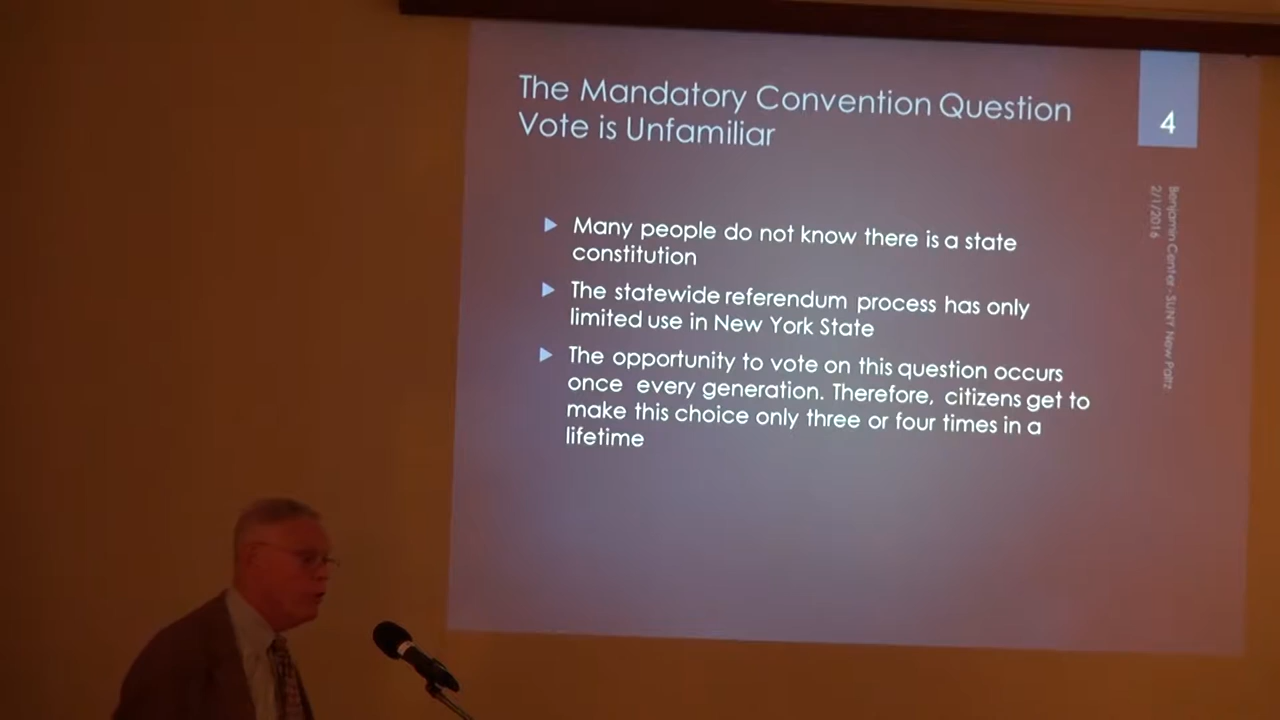 The Mandatory Convention Question
Vote is Unfamiliar
4
Many people do not know there is a state
constitution
The statewide referendum process has only
limited use in New York State
The opportunity to vote on this question occurs
once every generation. Therefore, citizens get to
make this choice only three or four times in a
lifetime
Benjamin Center - SUNY New Paltz
2/1/2016